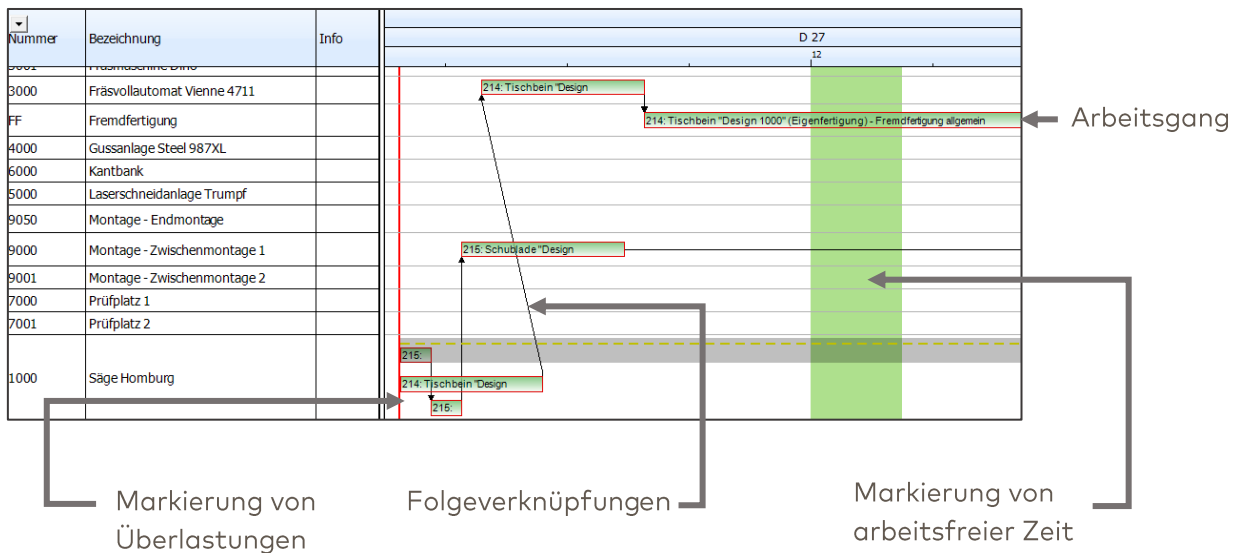 Nummer Bezeichnung Info
D 27
12
3000 Fräsvollautomat Vienne 4711
214: Tischbein "Design
FF Fremdfertigung
214: Tischbein "Design 1000" (Eigenfertigung) - Fremdfertigung allgemein
Arbeitsgang
4000 Gussanlage Steel 987XL
6000 Kantbank
5000 Laserschneidanlage Trumpf
9050 Montage - Endmontage
9000 Montage - Zwischenmontage 1
215: Schublade "Design
9001 Montage - Zwischenmontage 2
7000 Prüfplatz 1
7001 Prüfplatz 2
215:
1000 Säge Homburg
214: Tischbein "Design
215:
Markierung von
Überlastungen
Folgeverknüpfungen
Markierung von
arbeitsfreier Zeit